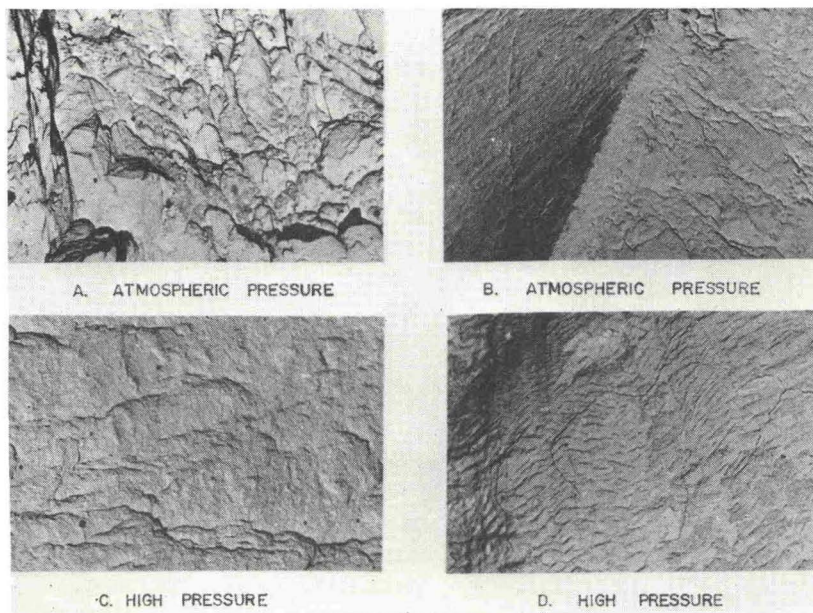 A. ATMOSPHERIC PRESSURE
B. ATMOSPHERIC PRESSURE
C. HIGH PRESSURE
D. HIGH PRESSURE